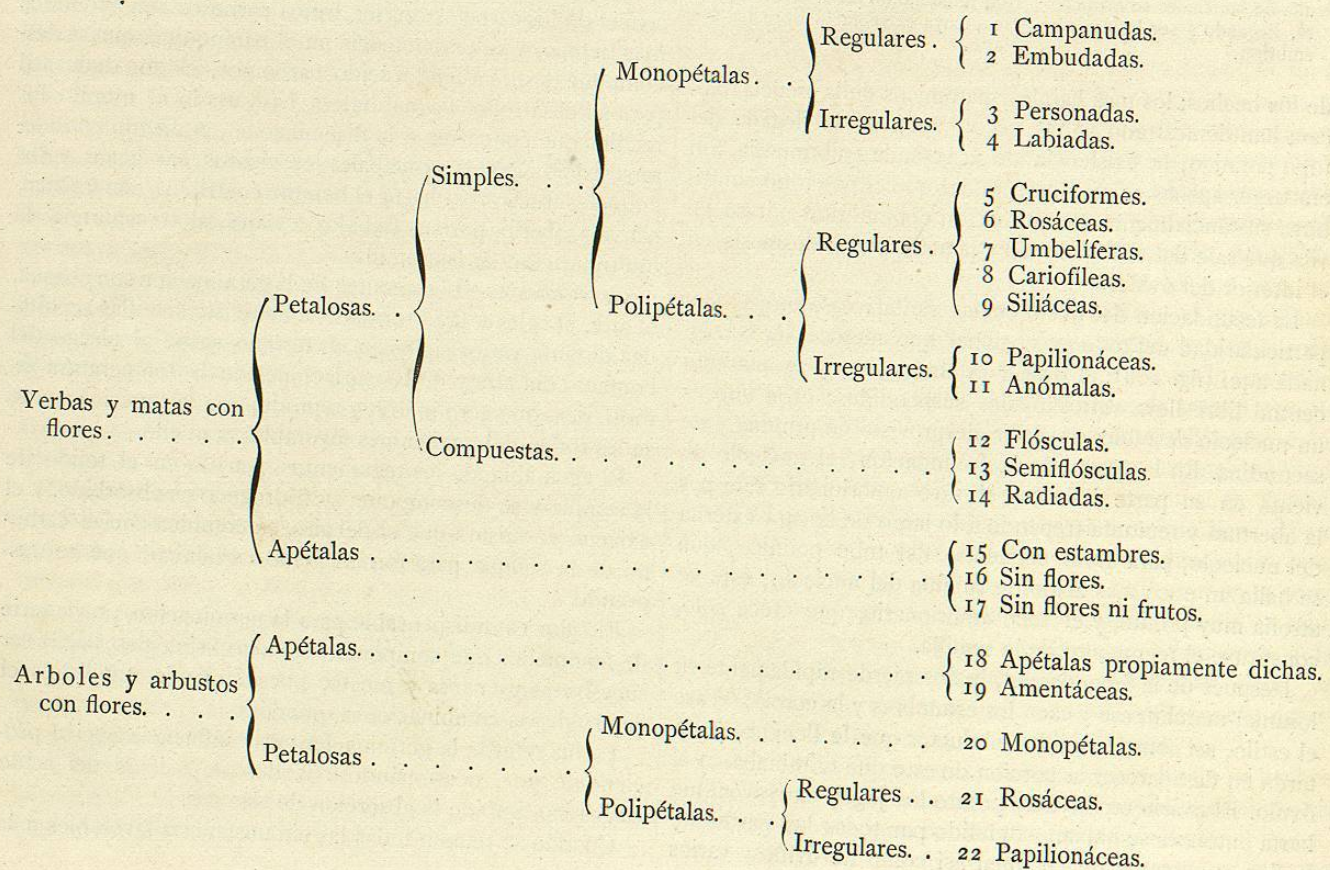 Regulares . { 1 Campanudas.
2 Embudadas.
Monopétalas . .
Irregulares. { 3 Personadas.
4 Labiadas.
Simples. . .
5 Cruciformes.
6 Rosáceas.
Regulares . { 7 Umbelíferas.
8 Cariofíleas.
9 Siliáceas.
Petalosas. .
Polipétalas. . .
Irregulares. { 10 Papilionáceas.
11 Anómalas.
Yerbas y matas con
flores. . . . .
12 Flósculas.
Compuestas. . . . . . . . . . . { 13 Semiflósculas.
14 Radiadas.
Apétalas . . . . . . . . . . . . . { 15 Con estambres.
16 Sin flores.
17 Sin flores ni frutos.
Apétalas. . . . . . . . . . . . . { 18 Apétalas propiamente dichas.
19 Amentáceas.
Arboles y arbustos
con flores. . . .
Monopétalas. . . . . . . 20 Monopétalas.
Petalosas . . . . . .
Regulares . . 21 Rosáceas.
Polipétalas. . .
Irregulares. . 22 Papilionáceas.